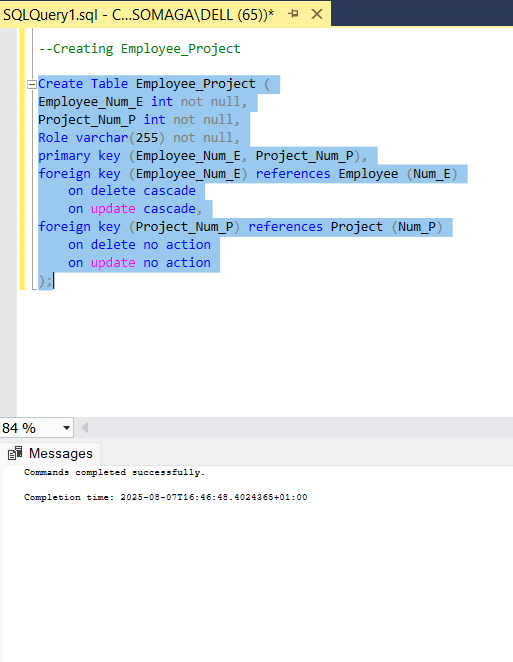 SQLQuery1.sql - C...SOMAGA\DELL (65))*
--Creating Employee_Project
Create Table Employee_Project (
Employee_Num_E int not null,
Project_Num_P int not null,
Role varchar(255) not null,
primary key (Employee_Num_E, Project_Num_P),
foreign key (Employee_Num_E) references Employee (Num_E)
on delete cascade
on update cascade,
foreign key (Project_Num_P) references Project (Num_P)
on delete no action
on update no action
);
84 %
Messages
Commands completed successfully.
Completion time: 2025-08-07T16:46:48.4024365+01:00